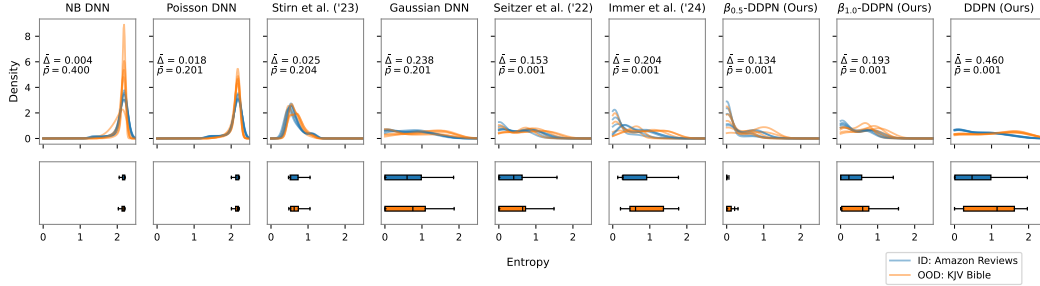 NB DNN
Poisson DNN
Stirn et al. ('23)
Gaussian DNN
Seitzer et al. ('22)
Immer et al. ('24)
β₀.₅-DDPN (Ours)
β₁.₀-DDPN (Ours)
DDPN (Ours)
Density
8
6
4
2
0
Δ̄ = 0.004
p̄ = 0.400
Δ̄ = 0.018
p̄ = 0.201
Δ̄ = 0.025
p̄ = 0.204
Δ̄ = 0.238
p̄ = 0.201
Δ̄ = 0.153
p̄ = 0.001
Δ̄ = 0.204
p̄ = 0.001
Δ̄ = 0.134
p̄ = 0.001
Δ̄ = 0.193
p̄ = 0.001
Δ̄ = 0.460
p̄ = 0.001
0 1 2 0 1 2 0 1 2 0 1 2 0 1 2 0 1 2 0 1 2 0 1 2 0 1 2
Entropy
ID: Amazon Reviews
OOD: KJV Bible